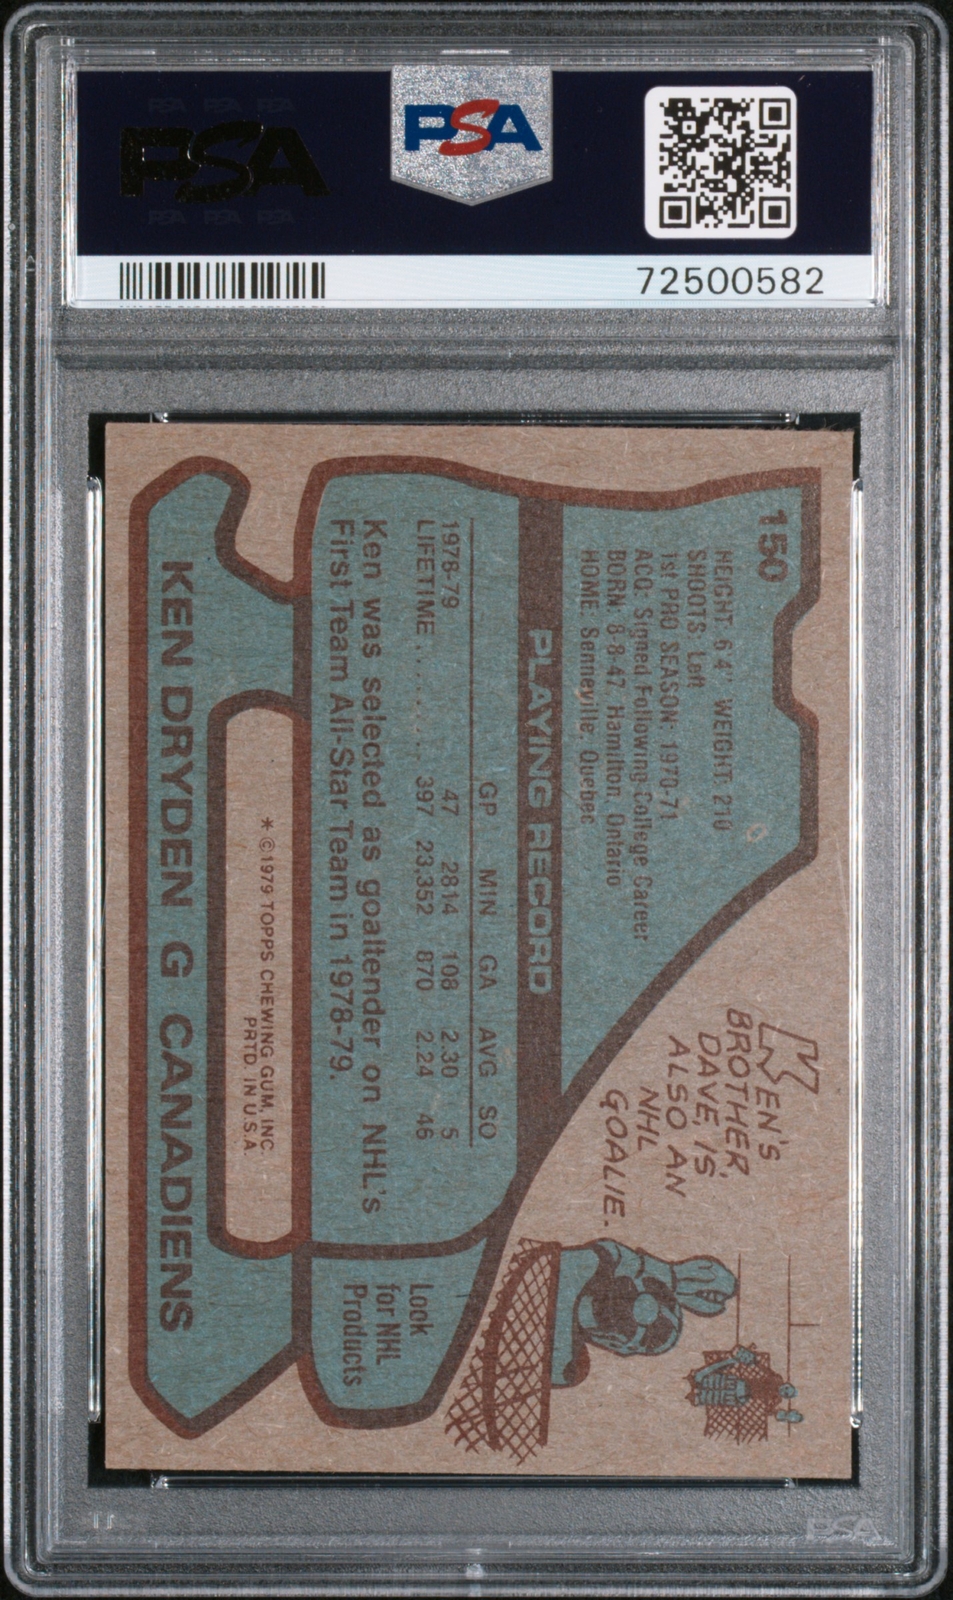 PSA
PSA
72500582
150
HEIGHT: 6'4" WEIGHT: 210
SHOOTS: Left
1st PRO SEASON: 1970-71
ACQ: Signed Following College Career
BORN: 8-8-47, Hamilton, Ontario
HOME: Senneville, Quebec
PLAYING RECORD
GP MIN GA AVG SO
1978-79 47 2814 108 2.30 5
LIFETIME . . . . . . . . . 397 23,352 870 2.24 46
Ken was selected as goaltender on NHL's
First Team All-Star Team in 1978-79.
KEN'S
BROTHER,
DAVE, IS
ALSO AN
NHL
GOALIE.
Look
for NHL
Products
* ©1979 TOPPS CHEWING GUM, INC.
PRTD. IN U.S.A.
KEN DRYDEN G CANADIENS
PSA